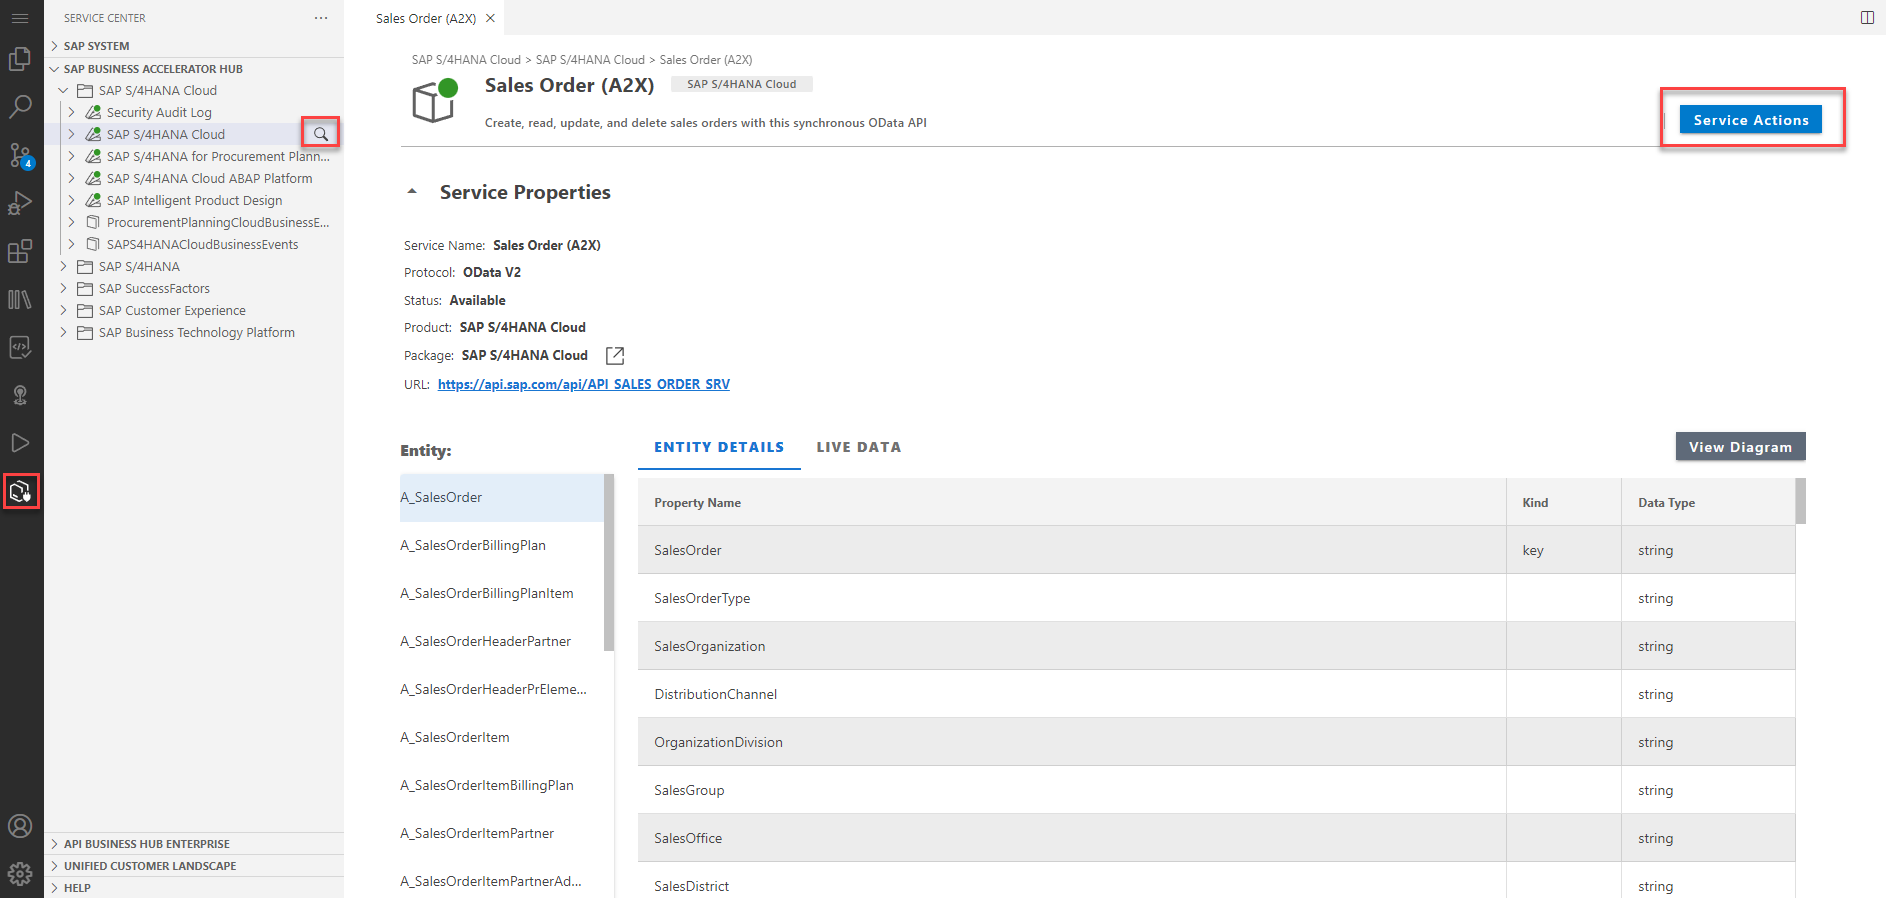 SERVICE CENTER
SAP SYSTEM
SAP BUSINESS ACCELERATOR HUB
SAP S/4HANA Cloud
Security Audit Log
SAP S/4HANA Cloud
SAP S/4HANA for Procurement Plann...
SAP S/4HANA Cloud ABAP Platform
SAP Intelligent Product Design
ProcurementPlanningCloudBusinessE...
SAPS4HANACloudBusinessEvents
SAP S/4HANA
SAP SuccessFactors
SAP Customer Experience
SAP Business Technology Platform
4
API BUSINESS HUB ENTERPRISE
UNIFIED CUSTOMER LANDSCAPE
HELP
Sales Order (A2X)
SAP S/4HANA Cloud > SAP S/4HANA Cloud > Sales Order (A2X)
Sales Order (A2X) SAP S/4HANA Cloud
Create, read, update, and delete sales orders with this synchronous OData API
Service Actions
Service Properties
Service Name: Sales Order (A2X)
Protocol: OData V2
Status: Available
Product: SAP S/4HANA Cloud
Package: SAP S/4HANA Cloud
URL: https://api.sap.com/api/API_SALES_ORDER_SRV
Entity:
A_SalesOrder
A_SalesOrderBillingPlan
A_SalesOrderBillingPlanItem
A_SalesOrderHeaderPartner
A_SalesOrderHeaderPrEleme...
A_SalesOrderItem
A_SalesOrderItemBillingPlan
A_SalesOrderItemPartner
A_SalesOrderItemPartnerAd...
ENTITY DETAILS LIVE DATA View Diagram
Property Name Kind Data Type
SalesOrder key string
SalesOrderType string
SalesOrganization string
DistributionChannel string
OrganizationDivision string
SalesGroup string
SalesOffice string
SalesDistrict string